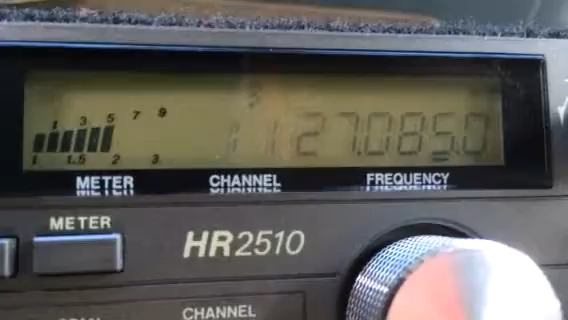 1 3 5 7 9
11 27.085.0
1 1.5 2 3
METER CHANNEL FREQUENCY
METER
HR2510
CHANNEL